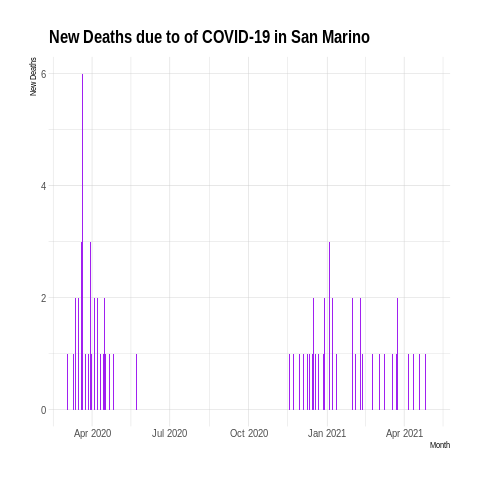 New Deaths due to of COVID-19 in San Marino
New Deaths
6
4
2
0
Apr 2020
Jul 2020
Oct 2020
Jan 2021
Apr 2021
Month